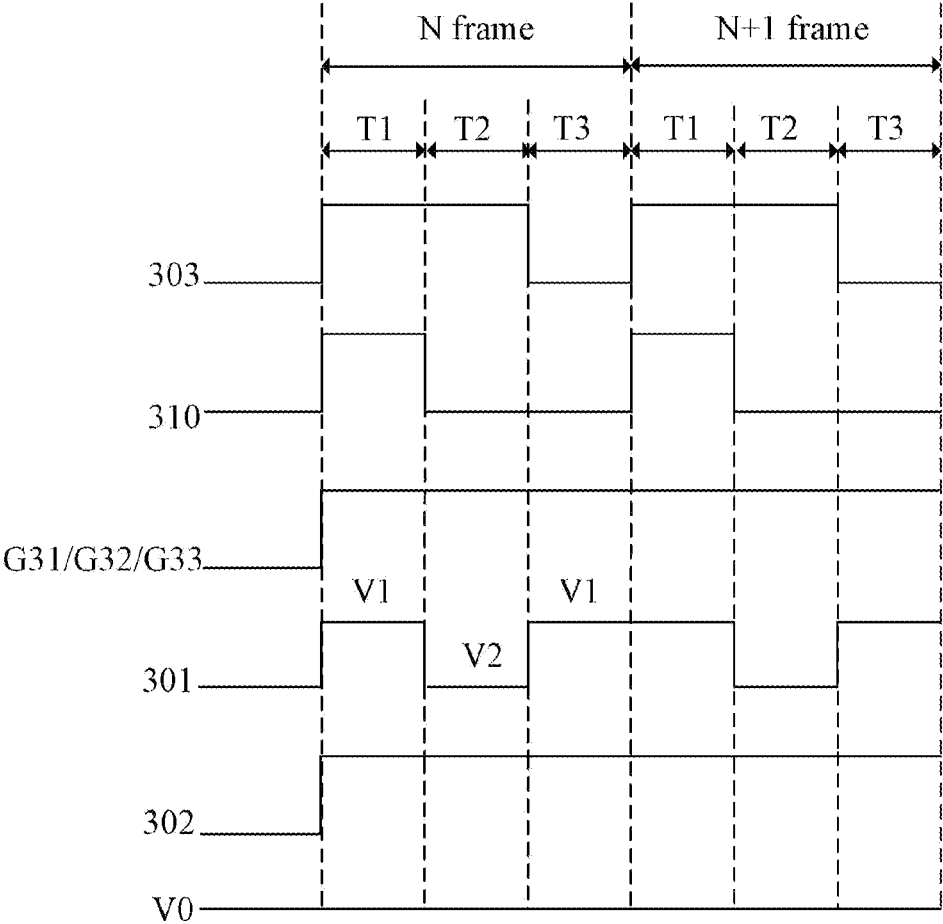 N frame N+1 frame
T1 T2 T3 T1 T2 T3
303
310
G31/G32/G33
V1 V1
V2
301
302
V0